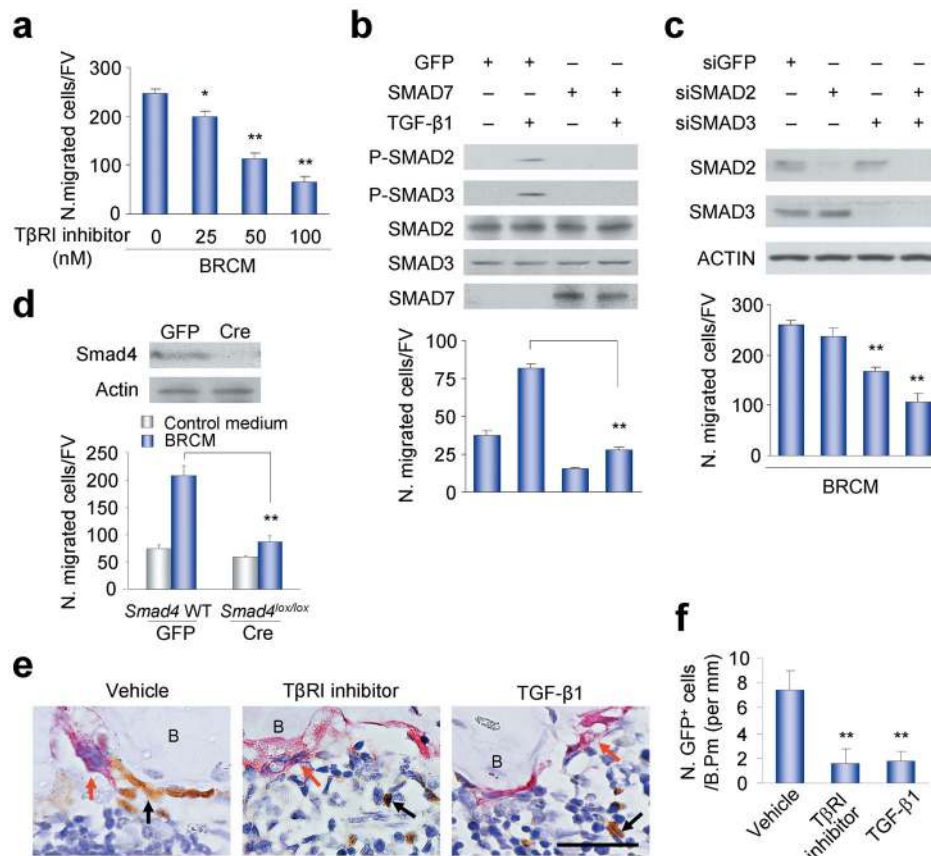 a
N.migrated cells/FV
300
200
100
0
* ** **
TβRI inhibitor 0 25 50 100
(nM) BRCM
b
GFP + + – –
SMAD7 – – + +
TGF-β1 – + – +
P-SMAD2
P-SMAD3
SMAD2
SMAD3
SMAD7
N. migrated cells/FV
100
75
50
25
0
**
c
siGFP + – – –
siSMAD2 – + – +
siSMAD3 – – + +
SMAD2
SMAD3
ACTIN
N. migrated cells/FV
300
200
100
0
** **
BRCM
d
GFP Cre
Smad4
Actin
Control medium
BRCM
N. migrated cells/FV
200
150
100
50
0
**
Smad4 WT Smad4lox/lox
GFP Cre
e
Vehicle TβRI inhibitor TGF-β1
B B B
f
N. GFP+ cells
/B.Pm (per mm)
10
8
6
4
2
0
** **
Vehicle
TβRI
inhibitor
TGF-β1